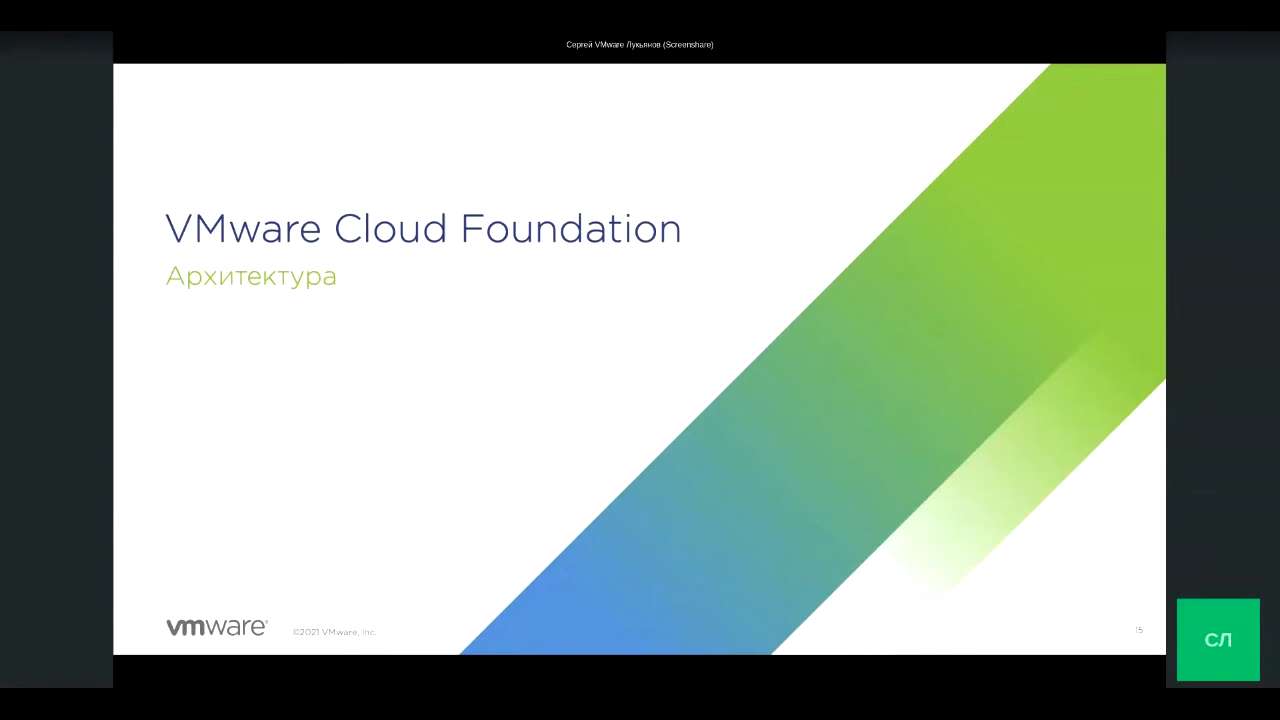 Сергей VMware Лукьянов (Screenshare)
VMware Cloud Foundation
Архитектура
vmware®
©2021 VMware, Inc.
15
СЛ